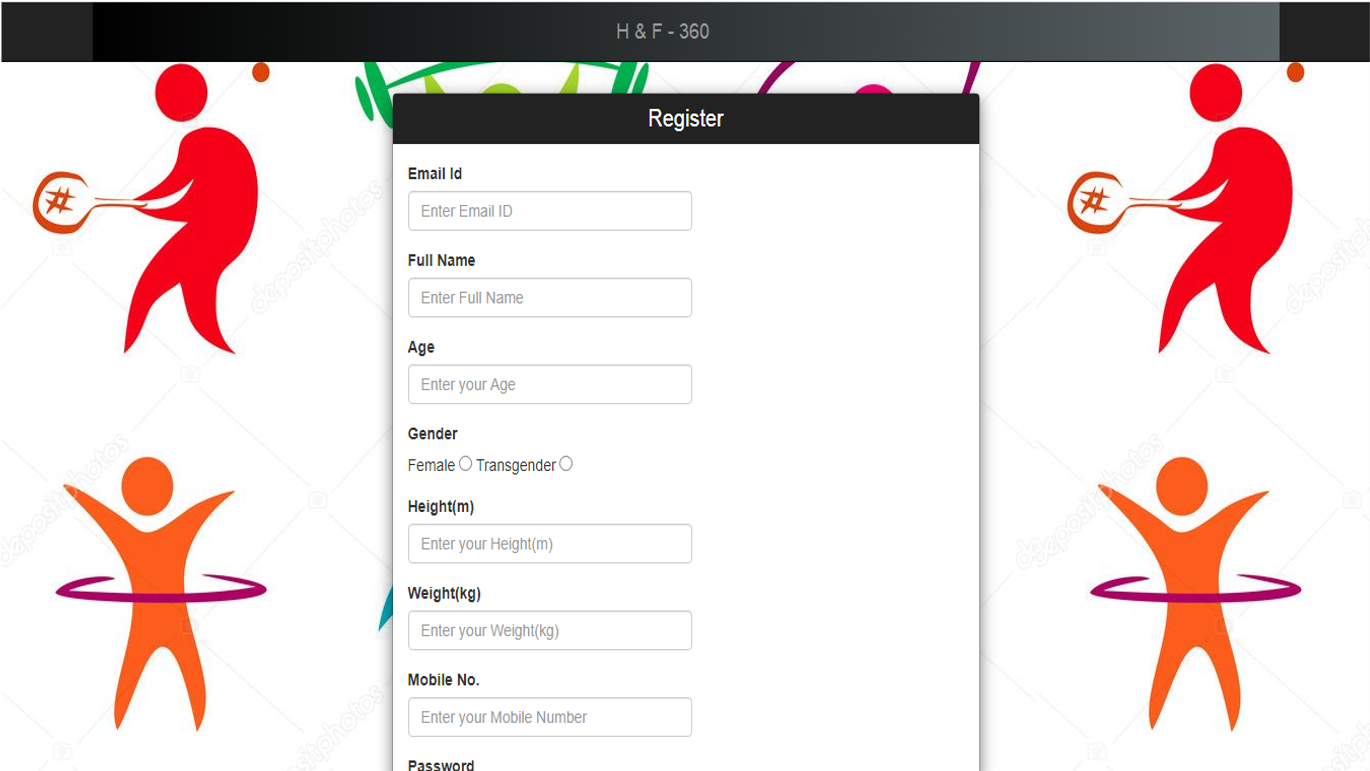 H & F - 360
Register
Email Id
Enter Email ID
Full Name
Enter Full Name
Age
Enter your Age
Gender
Female Transgender
Height(m)
Enter your Height(m)
Weight(kg)
Enter your Weight(kg)
Mobile No.
Enter your Mobile Number
Password
depositphotos
depositphotos
depositphotos
depositphotos
depositphotos